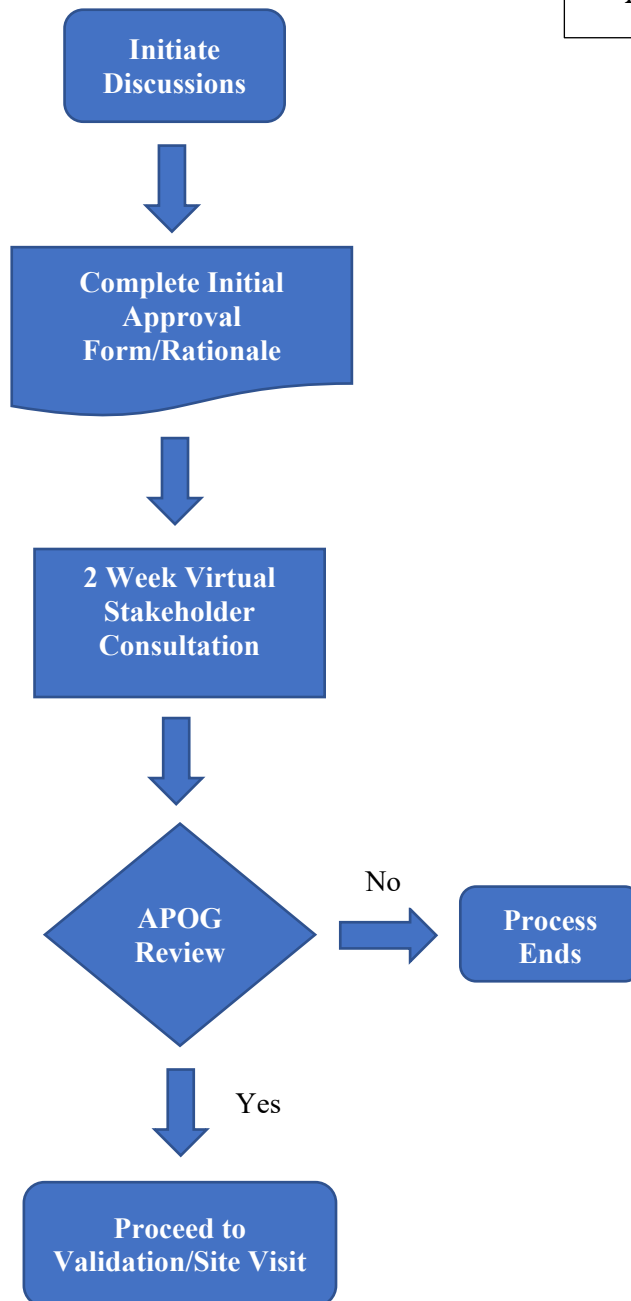 Initiate
Discussions
Complete Initial
Approval
Form/Rationale
2 Week Virtual
Stakeholder
Consultation
APOG
Review
No
Process
Ends
Yes
Proceed to
Validation/Site Visit